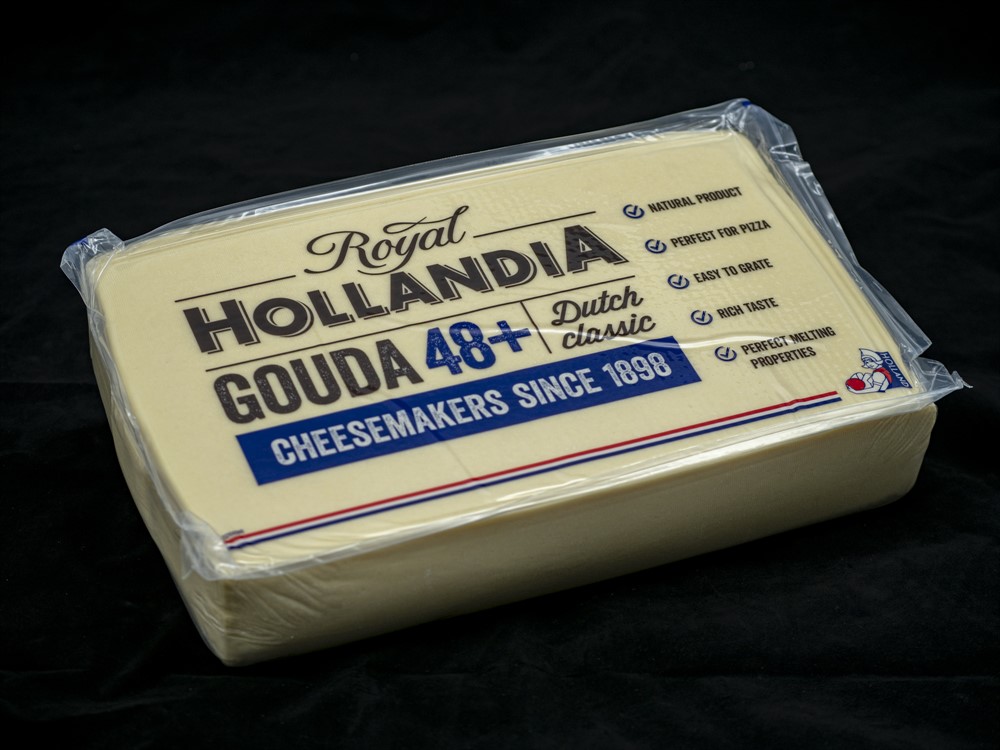 Royal
HOLLANDIA
GOUDA 48+
Dutch
classic
CHEESEMAKERS SINCE 1898
NATURAL PRODUCT
PERFECT FOR PIZZA
EASY TO GRATE
RICH TASTE
PERFECT MELTING
PROPERTIES
HOLLAND